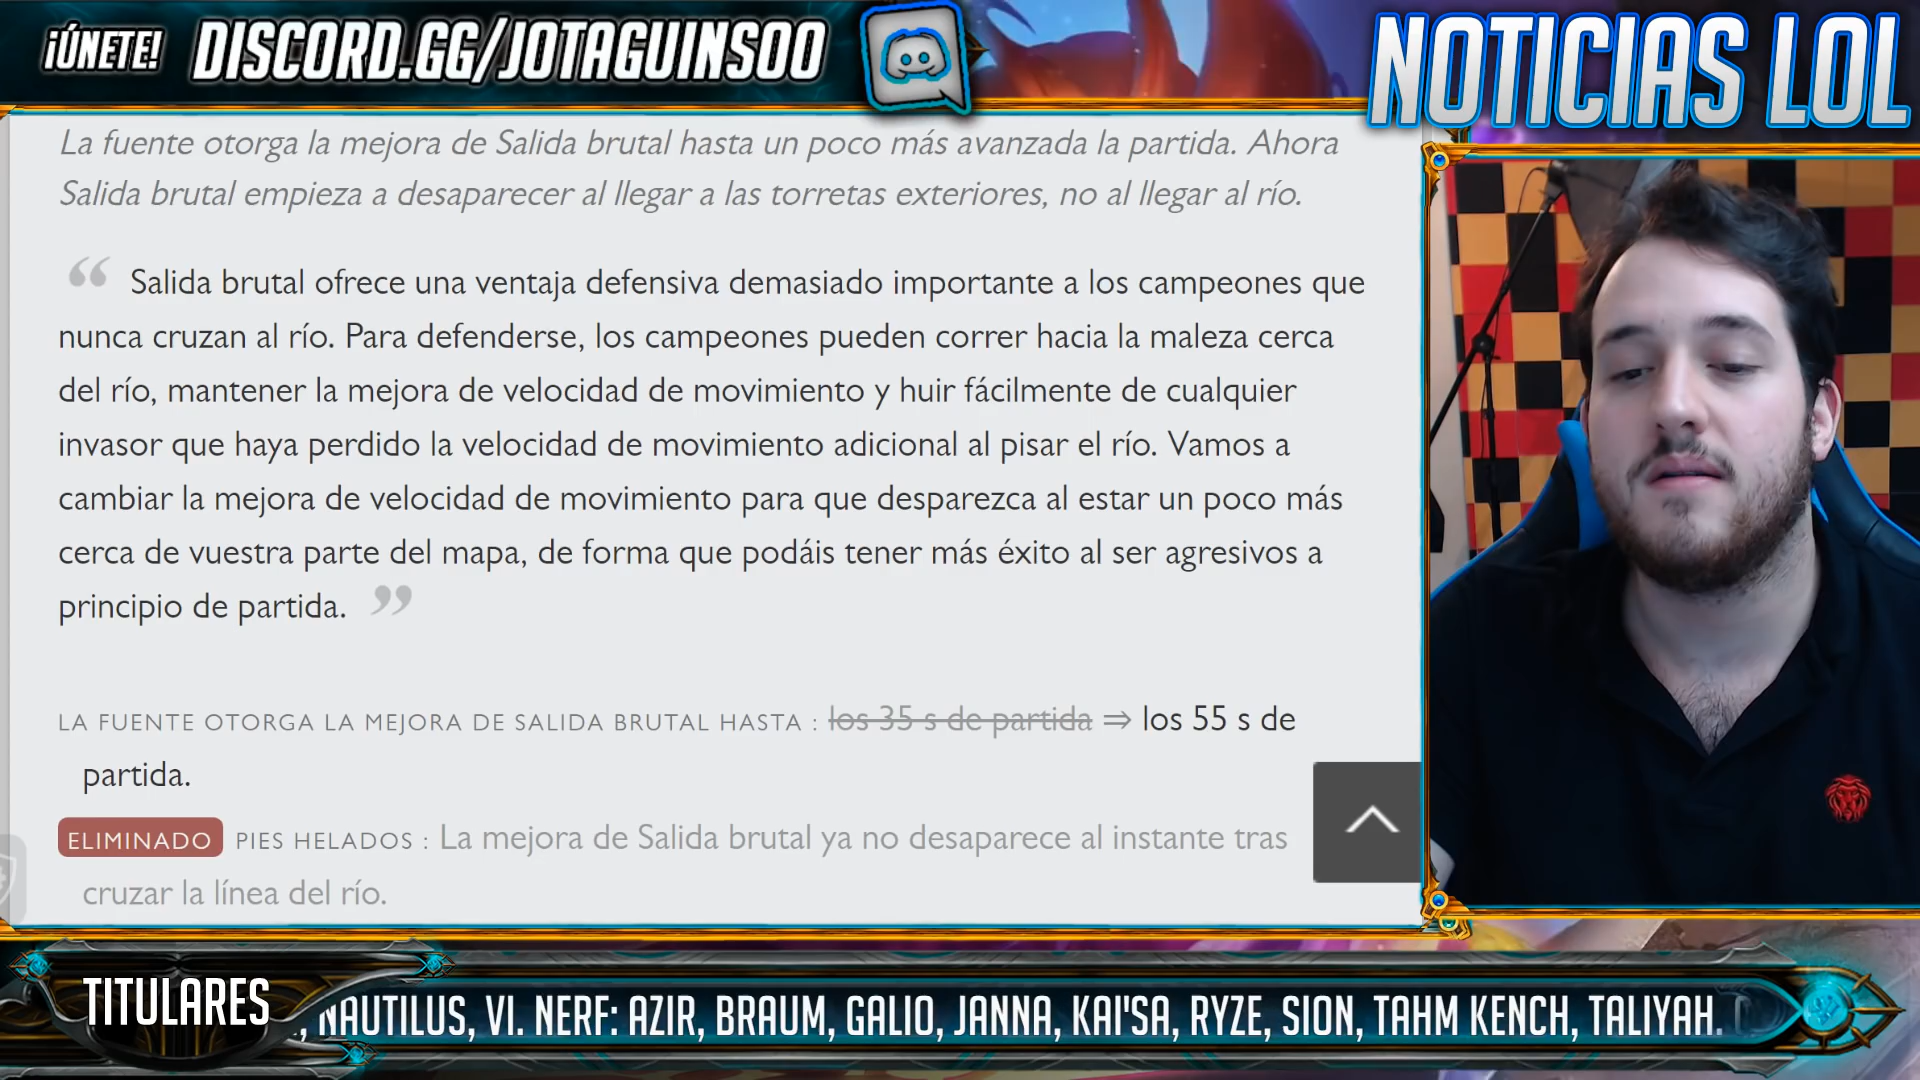 ¡ÚNETE! DISCORD.GG/JOTAGUINSOO
NOTICIAS LOL
La fuente otorga la mejora de Salida brutal hasta un poco más avanzada la partida. Ahora
Salida brutal empieza a desaparecer al llegar a las torretas exteriores, no al llegar al río.
“ Salida brutal ofrece una ventaja defensiva demasiado importante a los campeones que
nunca cruzan al río. Para defenderse, los campeones pueden correr hacia la maleza cerca
del río, mantener la mejora de velocidad de movimiento y huir fácilmente de cualquier
invasor que haya perdido la velocidad de movimiento adicional al pisar el río. Vamos a
cambiar la mejora de velocidad de movimiento para que desparezca al estar un poco más
cerca de vuestra parte del mapa, de forma que podáis tener más éxito al ser agresivos a
principio de partida. ”
LA FUENTE OTORGA LA MEJORA DE SALIDA BRUTAL HASTA : los 35 s de partida ⇒ los 55 s de
partida.
ELIMINADO PIES HELADOS : La mejora de Salida brutal ya no desaparece al instante tras
cruzar la línea del río.
TITULARES
, NAUTILUS, VI. NERF: AZIR, BRAUM, GALIO, JANNA, KAI'SA, RYZE, SION, TAHM KENCH, TALIYAH.